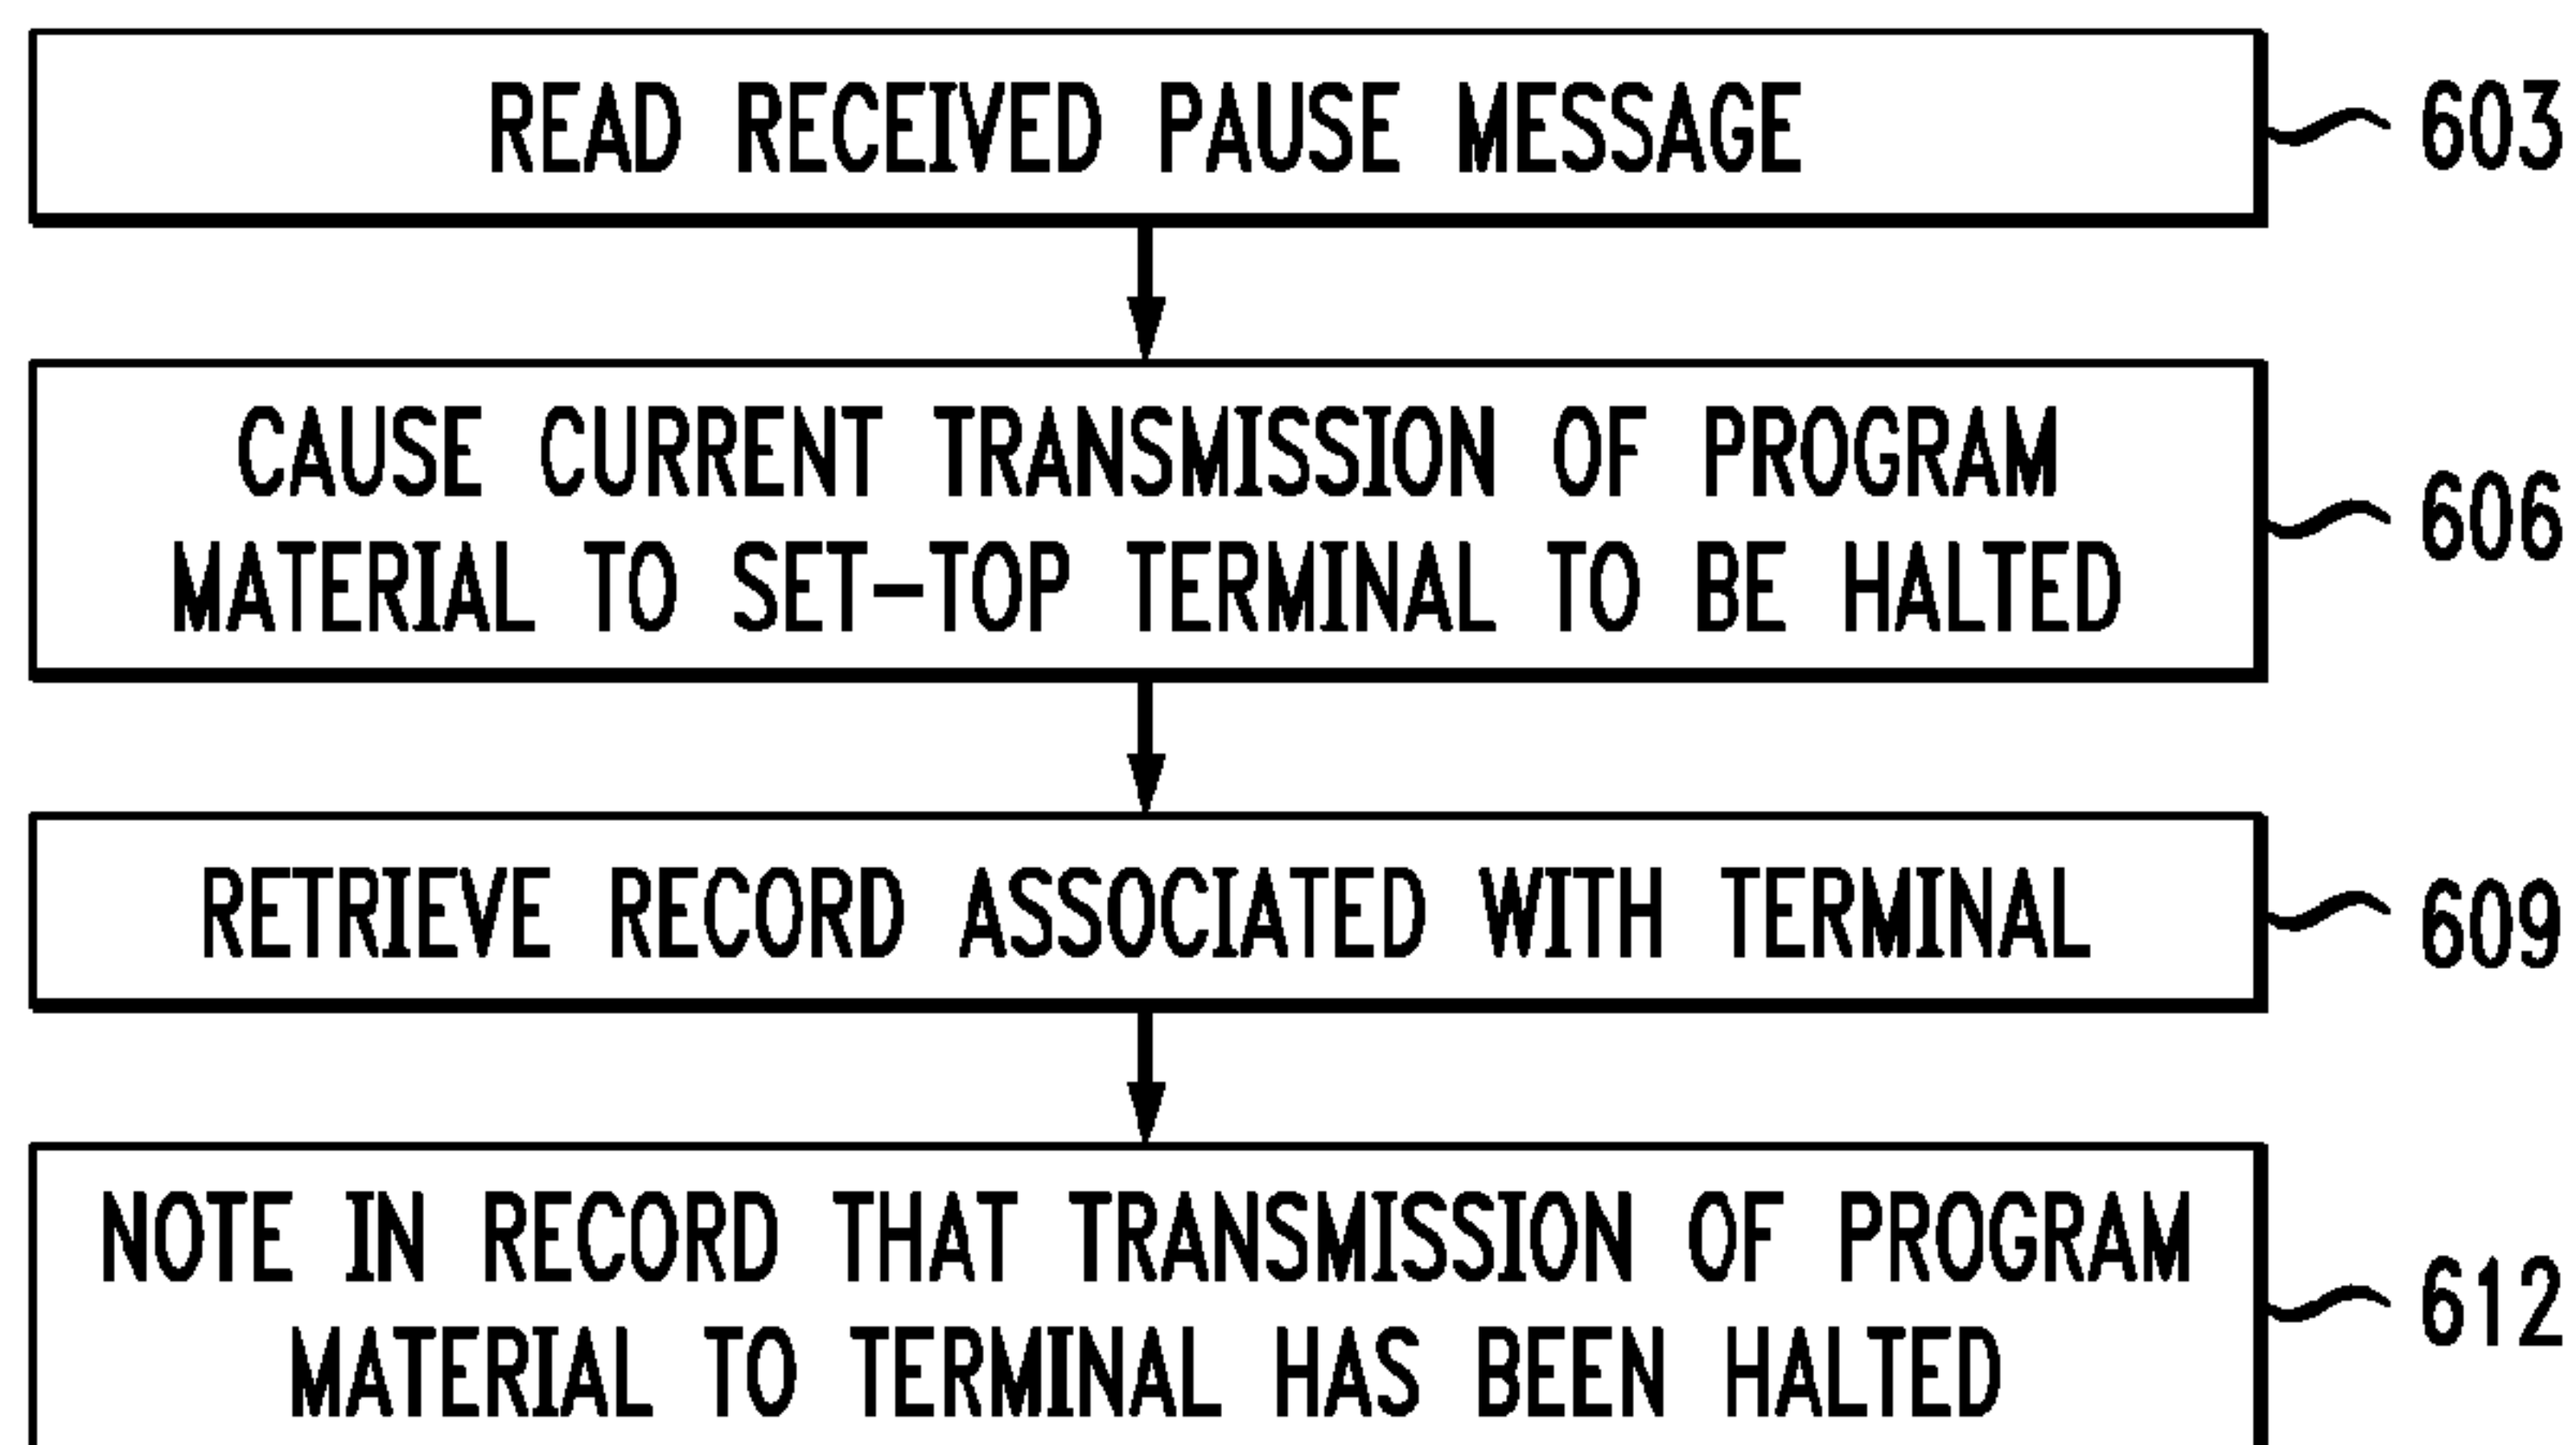 READ RECEIVED PAUSE MESSAGE
603
CAUSE CURRENT TRANSMISSION OF PROGRAM
MATERIAL TO SET-TOP TERMINAL TO BE HALTED
606
RETRIEVE RECORD ASSOCIATED WITH TERMINAL
609
NOTE IN RECORD THAT TRANSMISSION OF PROGRAM
MATERIAL TO TERMINAL HAS BEEN HALTED
612